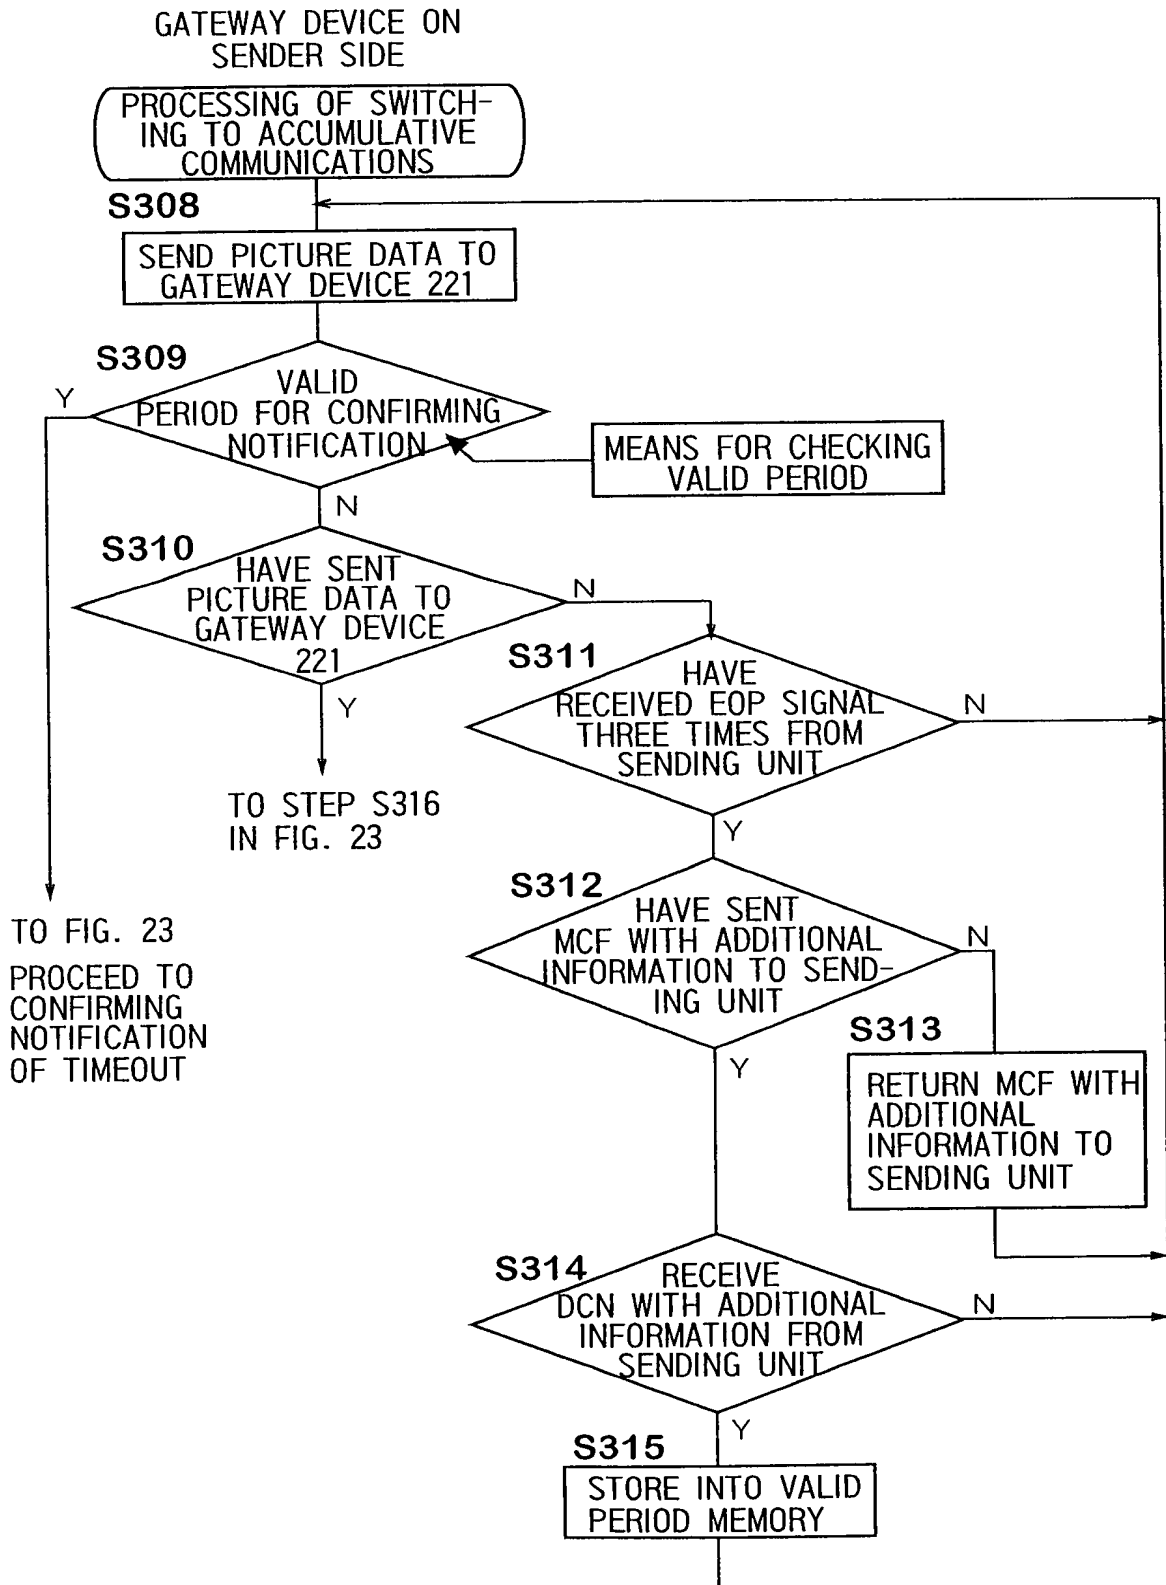 GATEWAY DEVICE ON
SENDER SIDE
PROCESSING OF SWITCH-
ING TO ACCUMULATIVE
COMMUNICATIONS
S308
SEND PICTURE DATA TO
GATEWAY DEVICE 221
S309
Y
VALID
PERIOD FOR CONFIRMING
NOTIFICATION
MEANS FOR CHECKING
VALID PERIOD
N
S310
HAVE SENT
PICTURE DATA TO
GATEWAY DEVICE
221
N
Y
S311
HAVE
RECEIVED EOP SIGNAL
THREE TIMES FROM
SENDING UNIT
N
Y
TO STEP S316
IN FIG. 23
S312
HAVE SENT
MCF WITH ADDITIONAL
INFORMATION TO SEND-
ING UNIT
N
Y
TO FIG. 23
PROCEED TO
CONFIRMING
NOTIFICATION
OF TIMEOUT
S313
RETURN MCF WITH
ADDITIONAL
INFORMATION TO
SENDING UNIT
S314
RECEIVE
DCN WITH ADDITIONAL
INFORMATION FROM
SENDING UNIT
N
Y
S315
STORE INTO VALID
PERIOD MEMORY